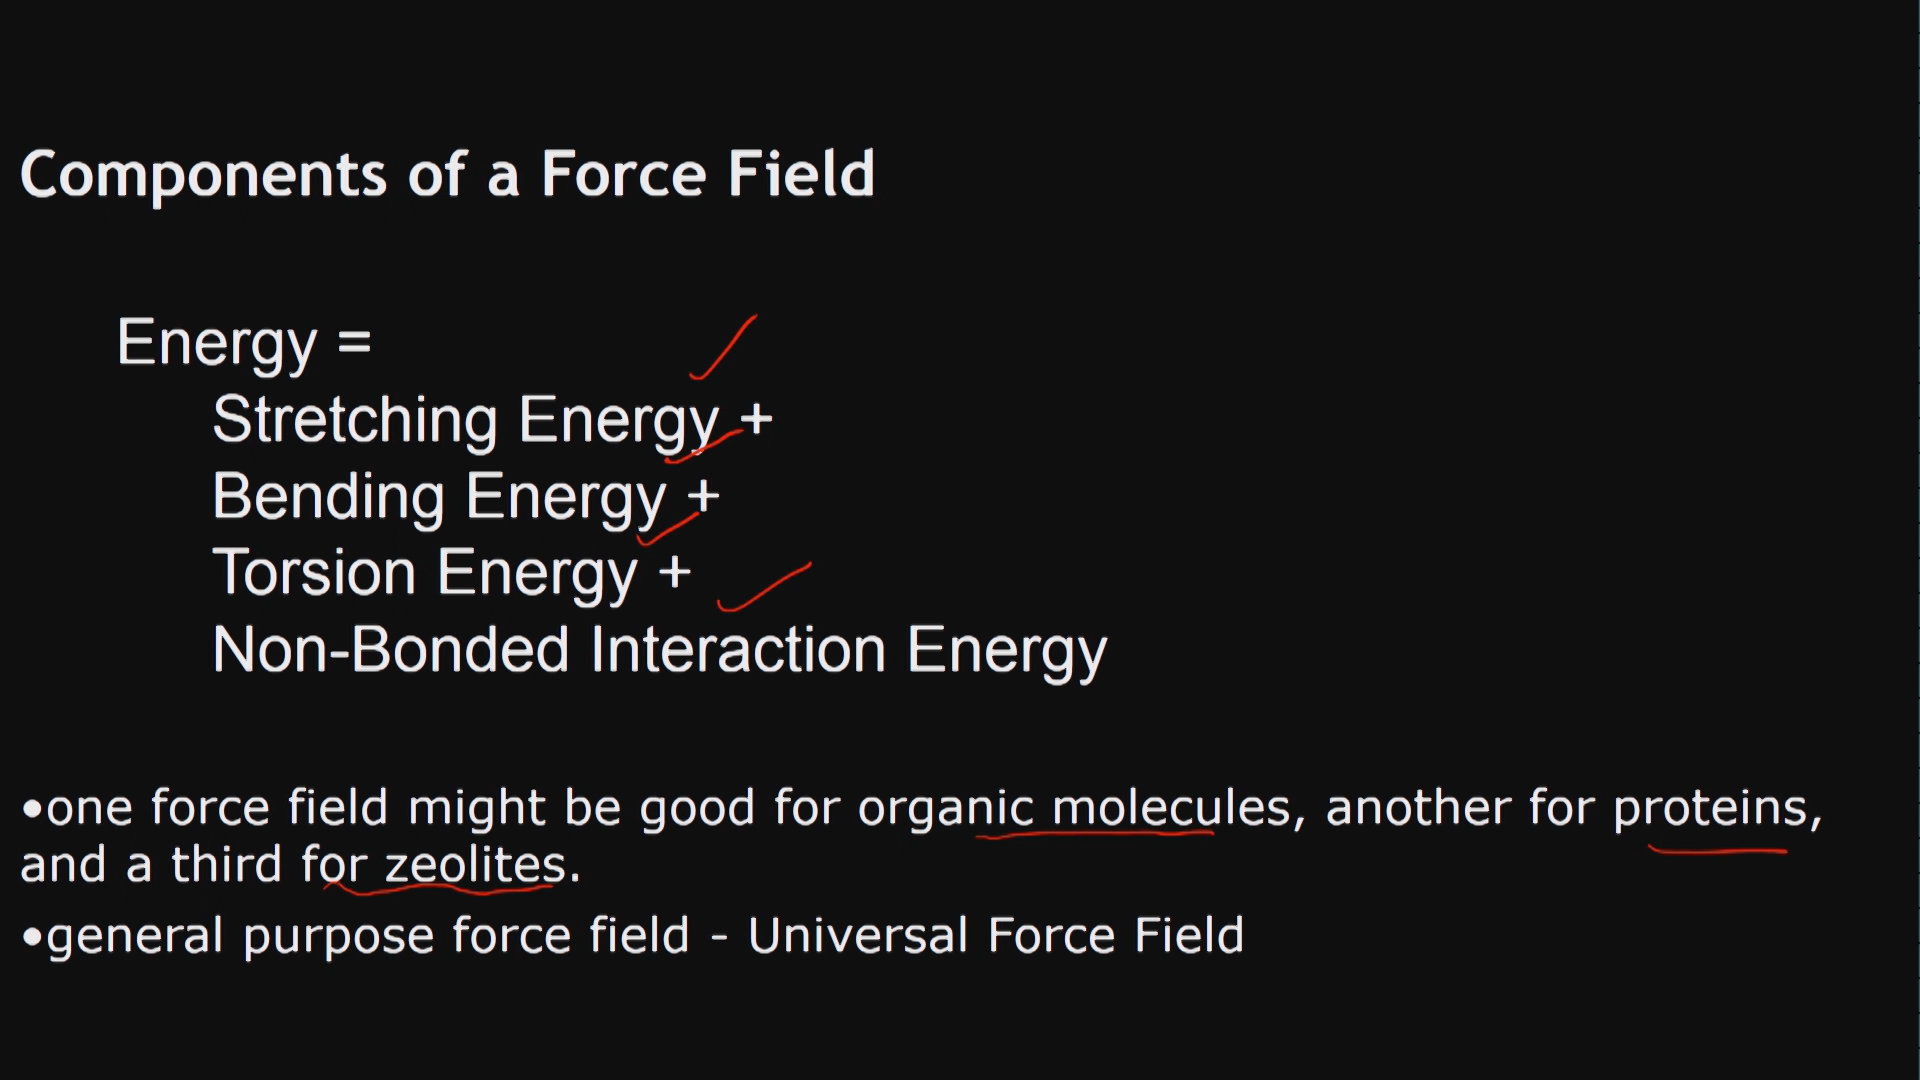 Components of a Force Field
Energy =
Stretching Energy +
Bending Energy +
Torsion Energy +
Non-Bonded Interaction Energy
•one force field might be good for organic molecules, another for proteins,
and a third for zeolites.
•general purpose force field - Universal Force Field